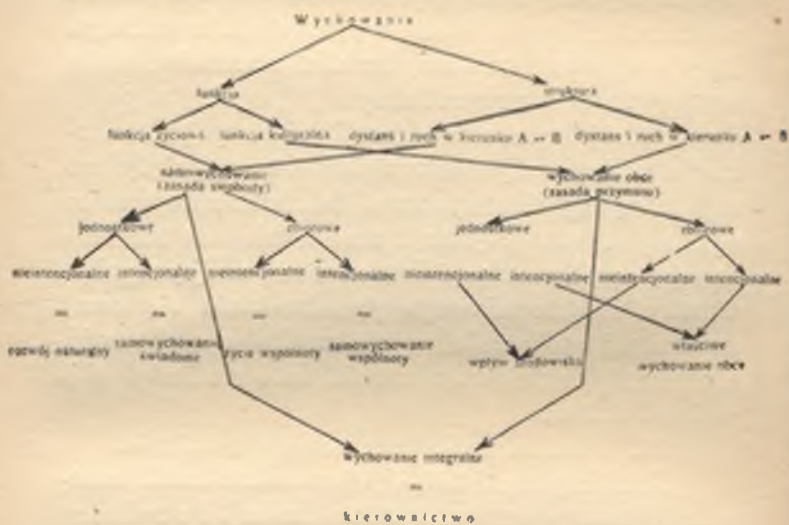 Wychowanie
funkcja struktura
funkcja życiowa funkcja kulturalna dystans i ruch w kierunku A — B dystans i ruch w kierunku A — B
samowychowanie wychowanie obce
(zasada swobody) (zasada przymusu)
jednostkowe zbiorowe jednostkowe zbiorowe
nieintencjonalne intencjonalne nieintencjonalne intencjonalne nieintencjonalne intencjonalne nieintencjonalne intencjonalne
= = = =
rozwój naturalny samowychowanie życie wspólnoty samowychowanie właściwe
świadome wspólnoty wpływ środowiska wychowanie obce
wychowanie integralne
=
kierownictwo